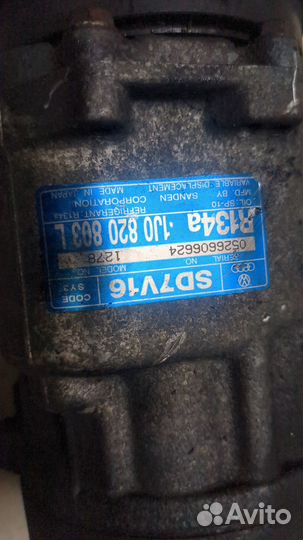 SD7V16
CODE
SY3
SERIAL NO.
MODEL NO.
0526606624
1278
R134a 1J0 820 803 L
REFRIGERANT R134a
OIL:SP-10
MFD BY SANDEN CORPORATION
VARIABLE DISPLACEMENT MADE IN JAPAN
Avito